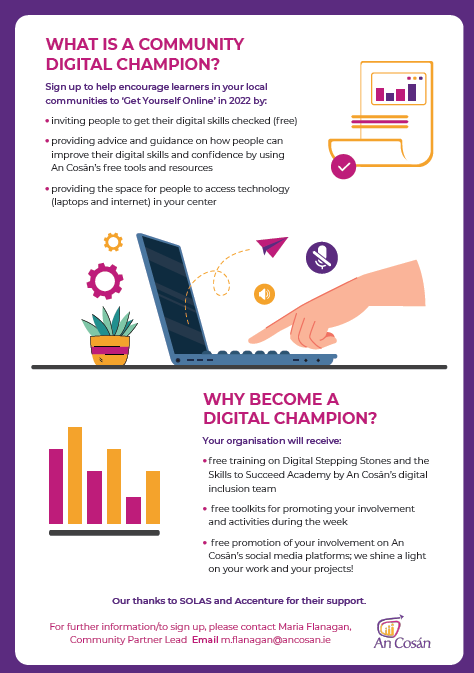 WHAT IS A COMMUNITY
DIGITAL CHAMPION?
Sign up to help encourage learners in your local
communities to ‘Get Yourself Online’ in 2022 by:
• inviting people to get their digital skills checked (free)
• providing advice and guidance on how people can
improve their digital skills and confidence by using
An Cosán’s free tools and resources
• providing the space for people to access technology
(laptops and internet) in your center
WHY BECOME A
DIGITAL CHAMPION?
Your organisation will receive:
• free training on Digital Stepping Stones and the
Skills to Succeed Academy by An Cosán’s digital
inclusion team
• free toolkits for promoting your involvement
and activities during the week
• free promotion of your involvement on An
Cosān’s social media platforms; we shine a light
on your work and your projects!
Our thanks to SOLAS and Accenture for their support.
For further information/to sign up, please contact Maria Flanagan,
Community Partner Lead Email m.flanagan@ancosan.ie
An Cosán